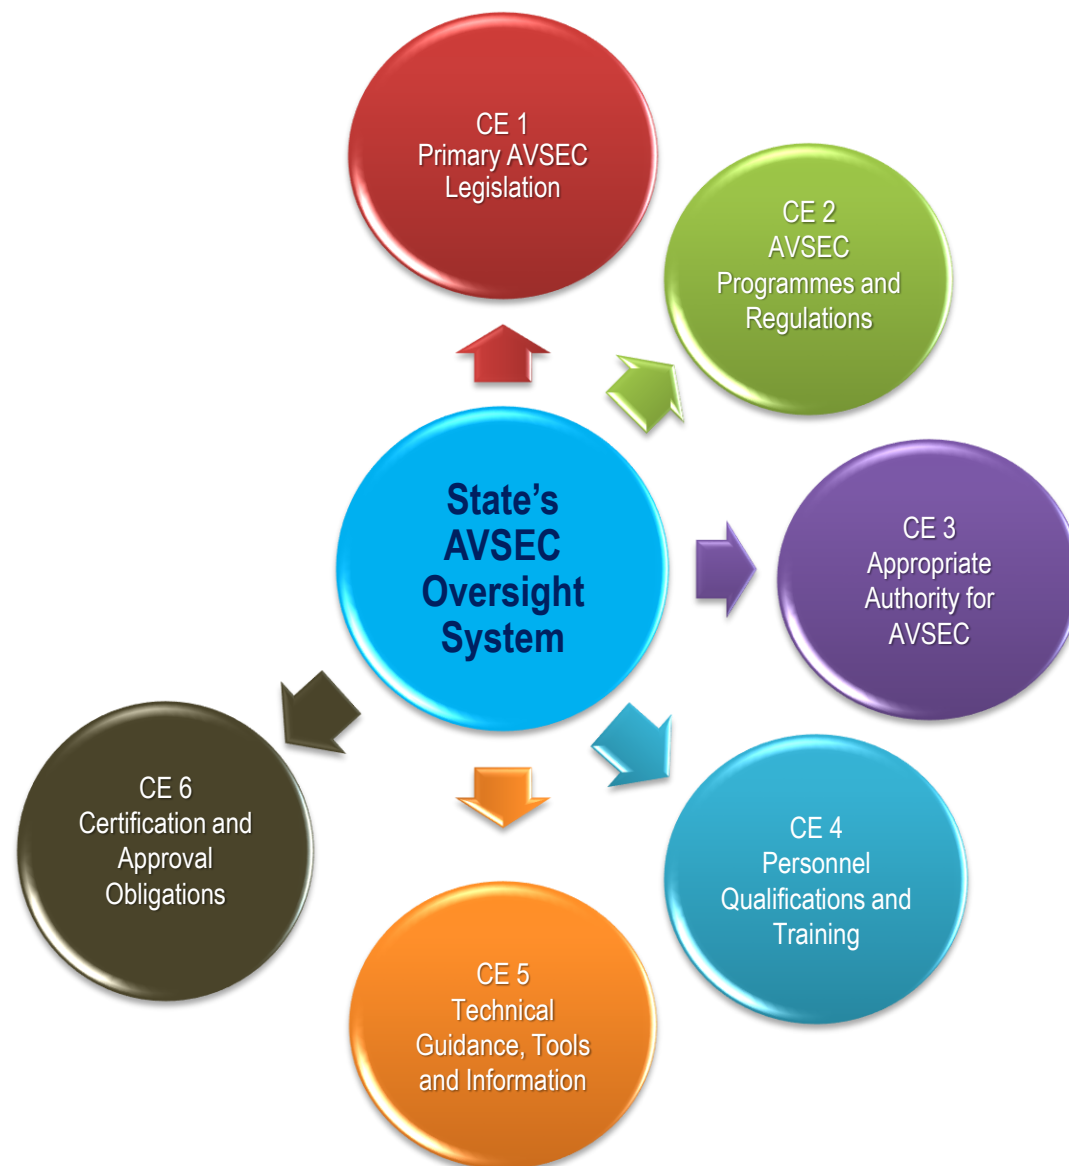 CE 1
Primary AVSEC
Legislation
CE 2
AVSEC
Programmes and
Regulations
State’s
AVSEC
Oversight
System
CE 3
Appropriate
Authority for
AVSEC
CE 4
Personnel
Qualifications and
Training
CE 5
Technical
Guidance, Tools
and Information
CE 6
Certification and
Approval
Obligations